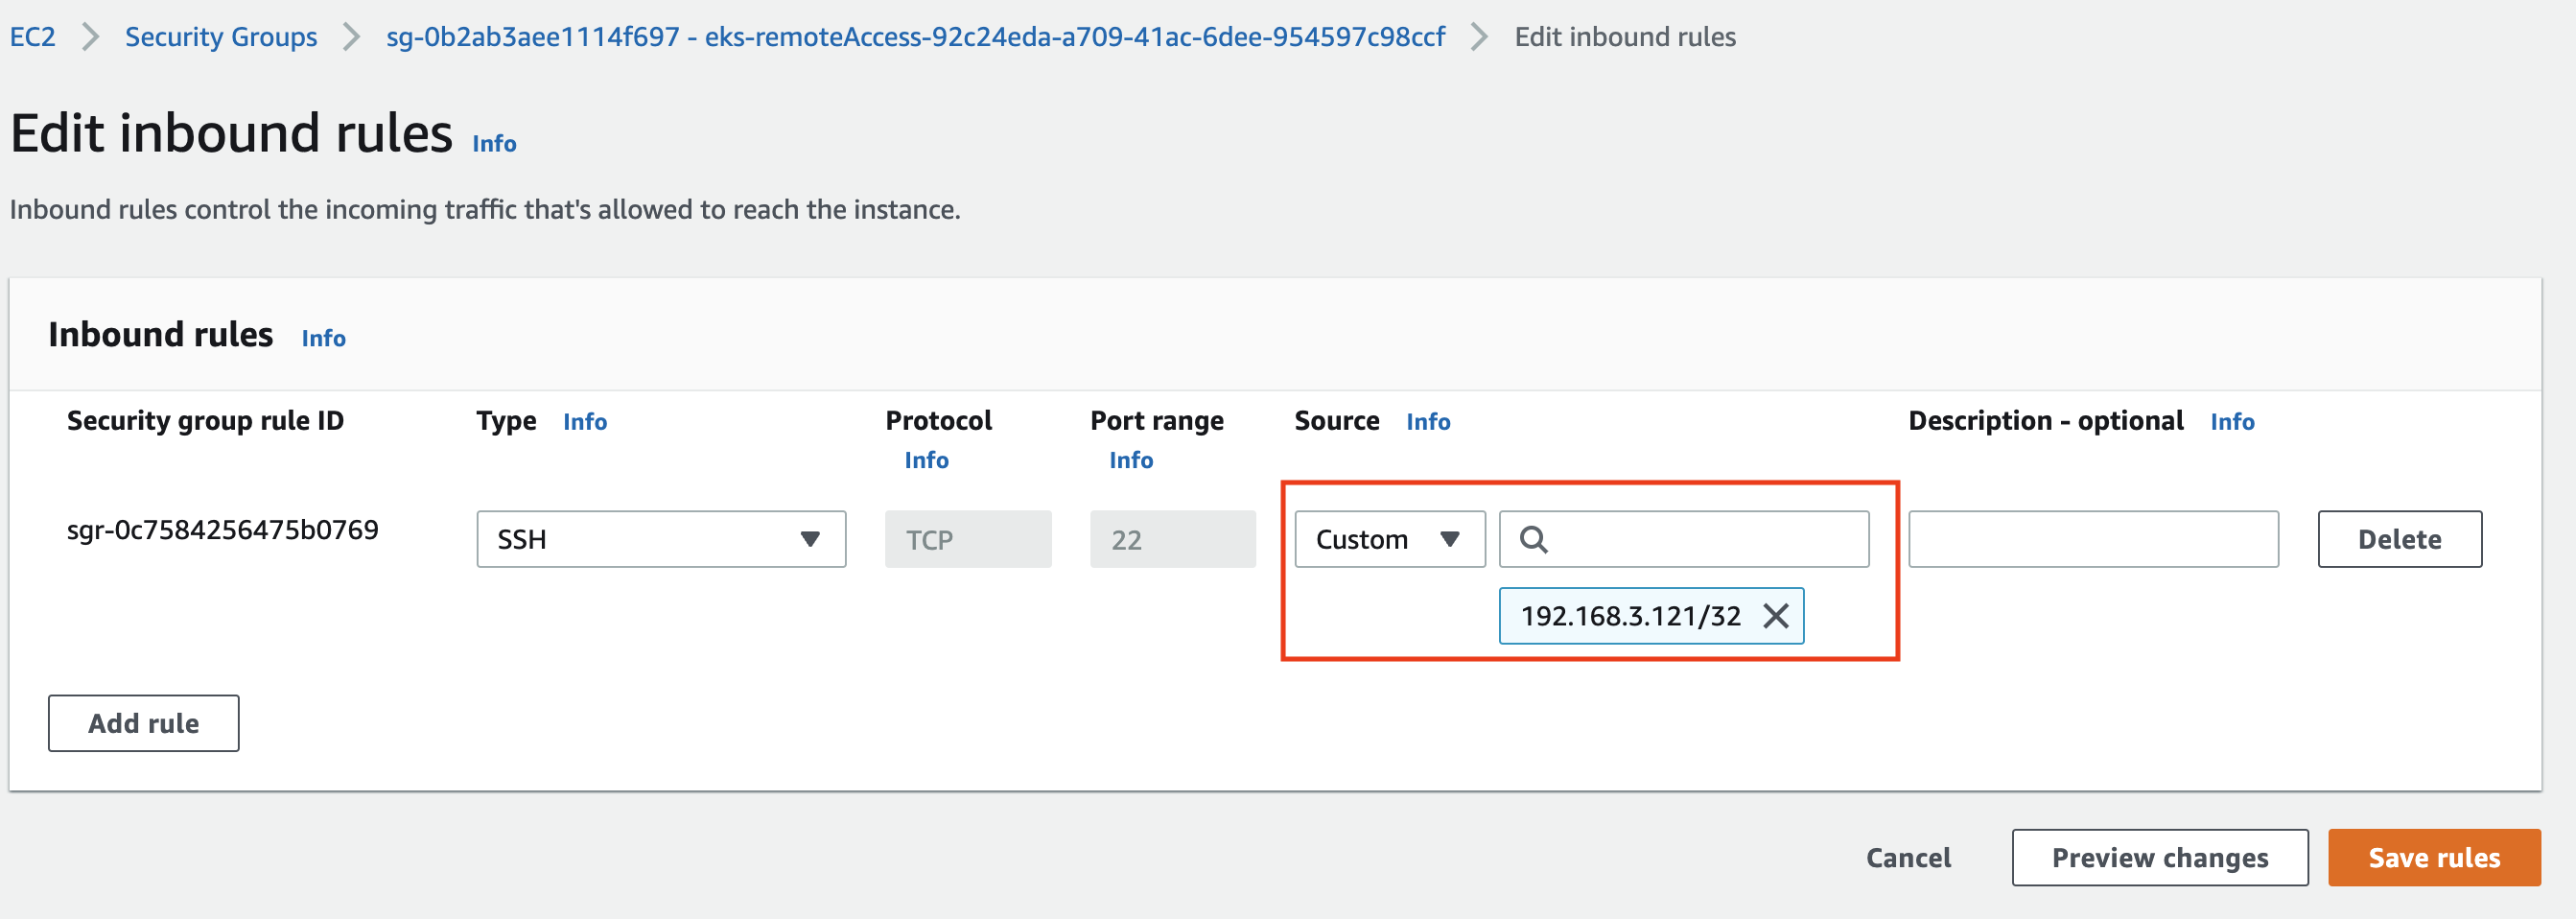 EC2 Security Groups sg-0b2ab3aee1114f697 - eks-remoteAccess-92c24eda-a709-41ac-6dee-954597c98ccf Edit inbound rules
Edit inbound rules Info
Inbound rules control the incoming traffic that's allowed to reach the instance.
Inbound rules Info
Security group rule ID Type Info Protocol Info Port range Info Source Info Description - optional Info
sgr-0c7584256475b0769 SSH TCP 22 Custom Delete
192.168.3.121/32
Add rule
Cancel Preview changes Save rules